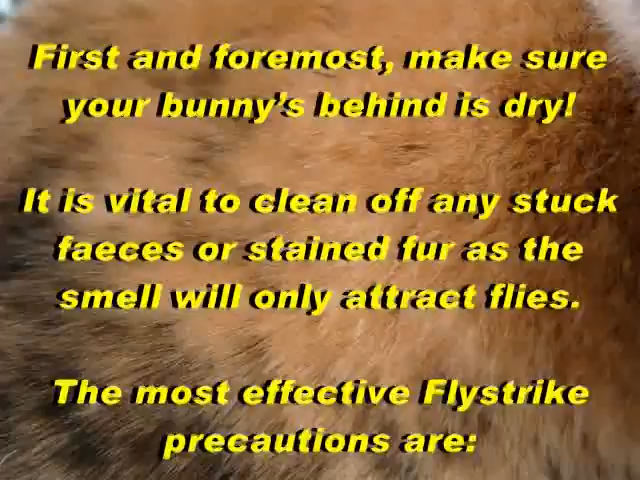 First and foremost, make sure
your bunny's behind is dry!
It is vital to clean off any stuck
faeces or stained fur as the
smell will only attract flies.
The most effective Flystrike
precautions are: